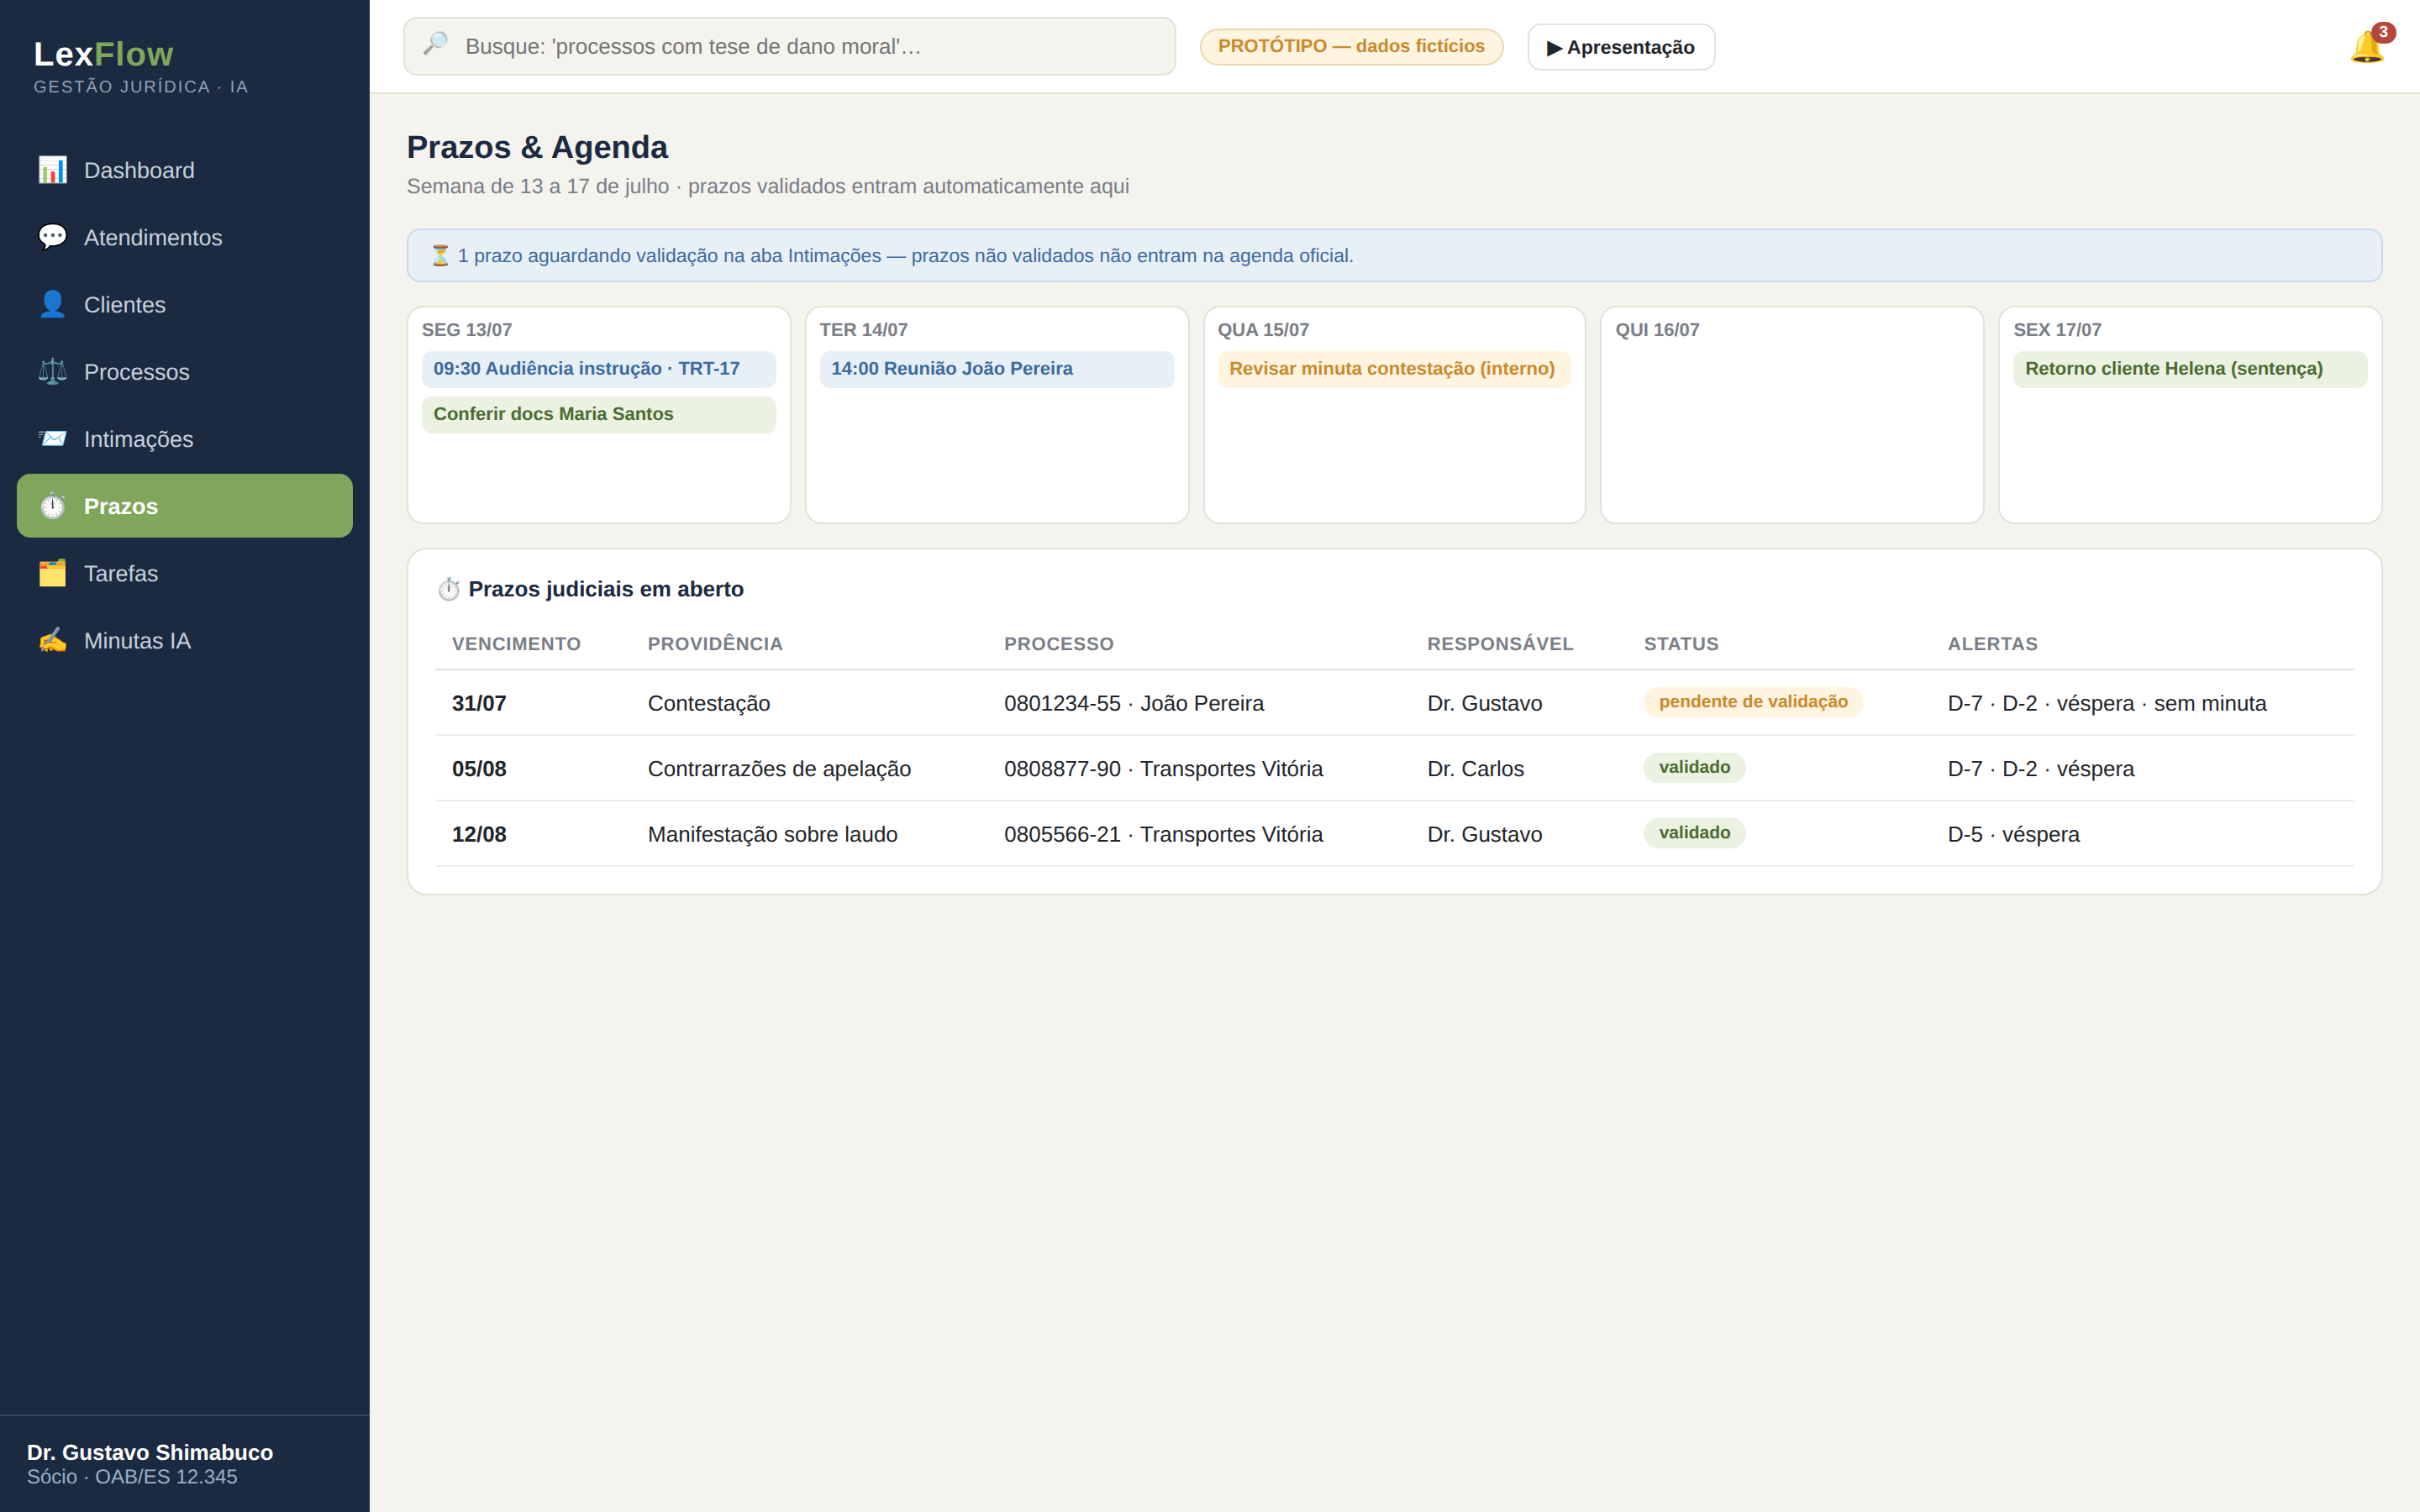 LexFlow
GESTÃO JURÍDICA · IA
📊 Dashboard
💬 Atendimentos
👤 Clientes
⚖️ Processos
📨 Intimações
⏱️ Prazos
🗂️ Tarefas
✍️ Minutas IA
Dr. Gustavo Shimabuco
Sócio · OAB/ES 12.345
🔎 Busque: 'processos com tese de dano moral'…
PROTÓTIPO — dados fictícios
▶ Apresentação
🔔 3
Prazos & Agenda
Semana de 13 a 17 de julho · prazos validados entram automaticamente aqui
⏳ 1 prazo aguardando validação na aba Intimações — prazos não validados não entram na agenda oficial.
SEG 13/07
09:30 Audiência instrução · TRT-17
Conferir docs Maria Santos
TER 14/07
14:00 Reunião João Pereira
QUA 15/07
Revisar minuta contestação (interno)
QUI 16/07
SEX 17/07
Retorno cliente Helena (sentença)
⏱️ Prazos judiciais em aberto
VENCIMENTO PROVIDÊNCIA PROCESSO RESPONSÁVEL STATUS ALERTAS
31/07 Contestação 0801234-55 · João Pereira Dr. Gustavo pendente de validação D-7 · D-2 · véspera · sem minuta
05/08 Contrarrazões de apelação 0808877-90 · Transportes Vitória Dr. Carlos validado D-7 · D-2 · véspera
12/08 Manifestação sobre laudo 0805566-21 · Transportes Vitória Dr. Gustavo validado D-5 · véspera